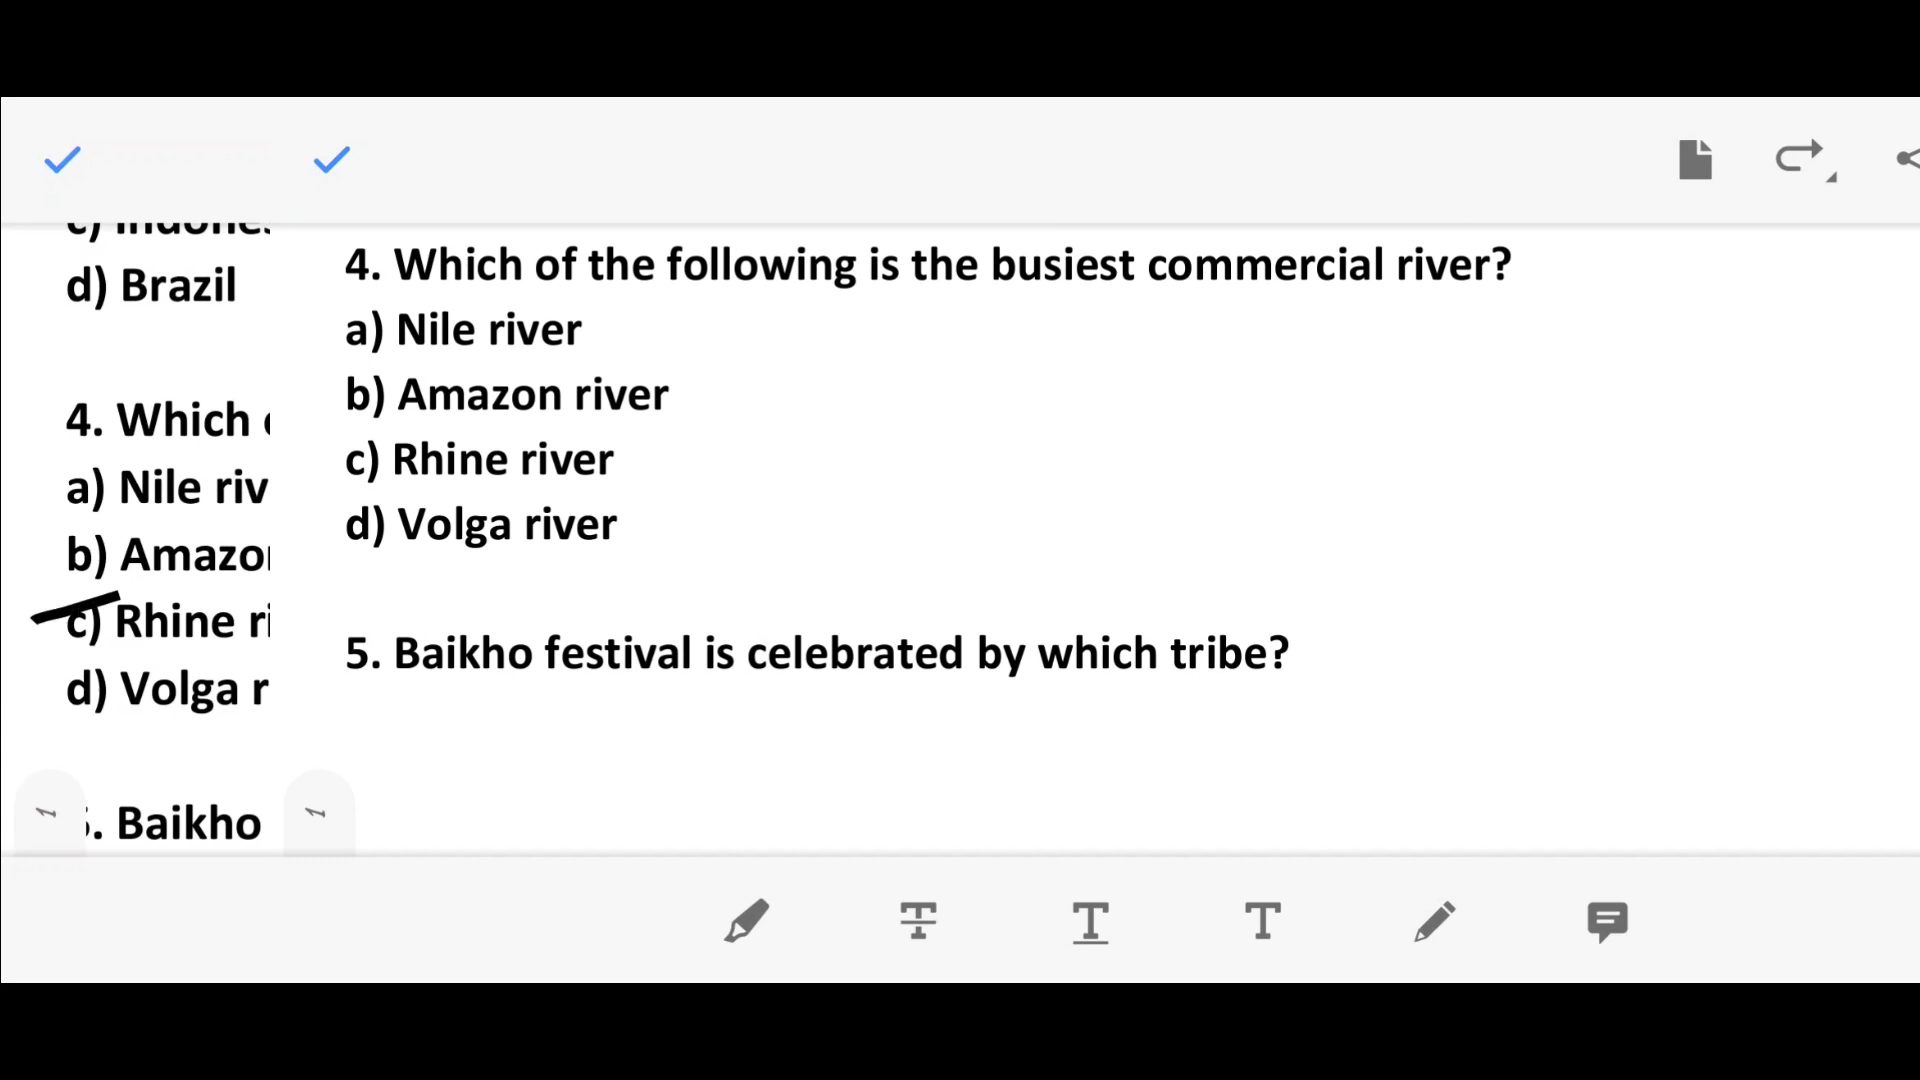 d) Brazil
4. Which
a) Nile riv
b) Amazo
c) Rhine ri
d) Volga r
5. Baikho
4. Which of the following is the busiest commercial river?
a) Nile river
b) Amazon river
c) Rhine river
d) Volga river
5. Baikho festival is celebrated by which tribe?